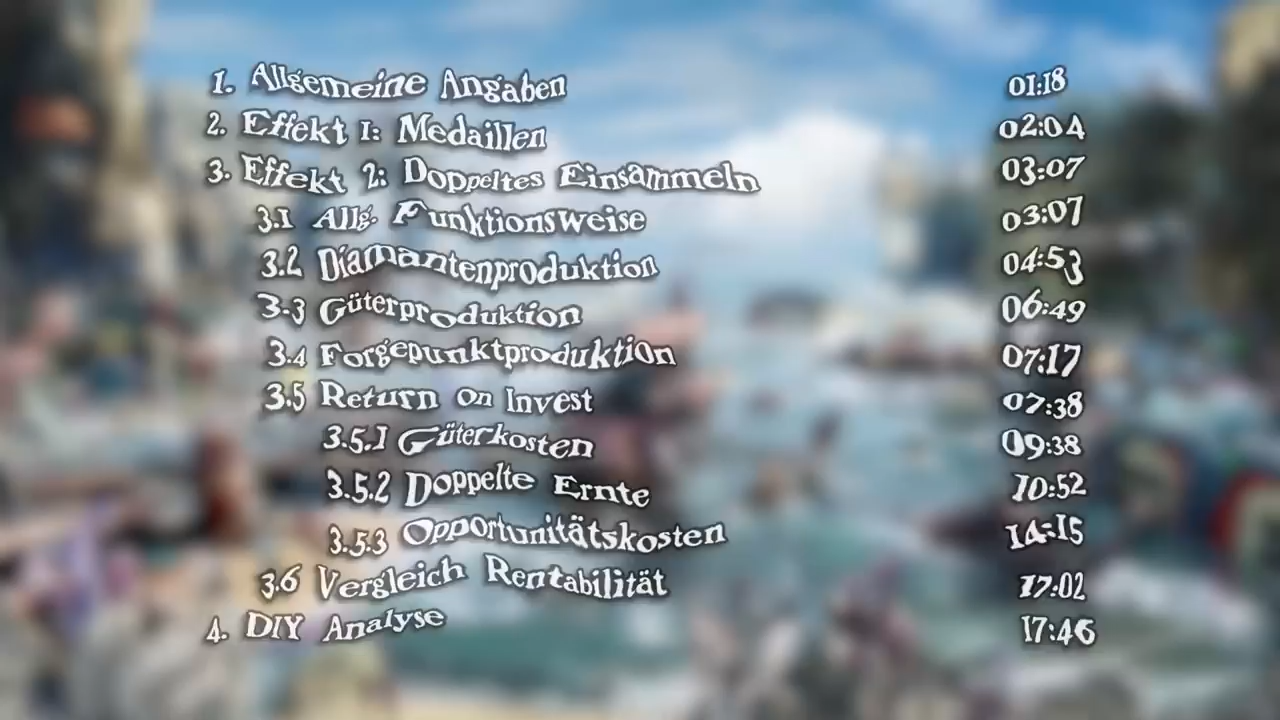 1. Allgemeine Angaben 01:18
2. Effekt 1: Medaillen 02:04
3. Effekt 2: Doppeltes Einsammeln 03:07
3.1 Allg. Funktionsweise 03:07
3.2 Diamantenproduktion 04:53
3.3 Güterproduktion 06:49
3.4 Forgepunktproduktion 07:17
3.5 Return on Invest 07:38
3.5.1 Güterkosten 09:38
3.5.2 Doppelte Ernte 10:52
3.5.3 Opportunitätskosten 14:15
3.6 Vergleich Rentabilität 17:02
4. DIY Analyse 17:46